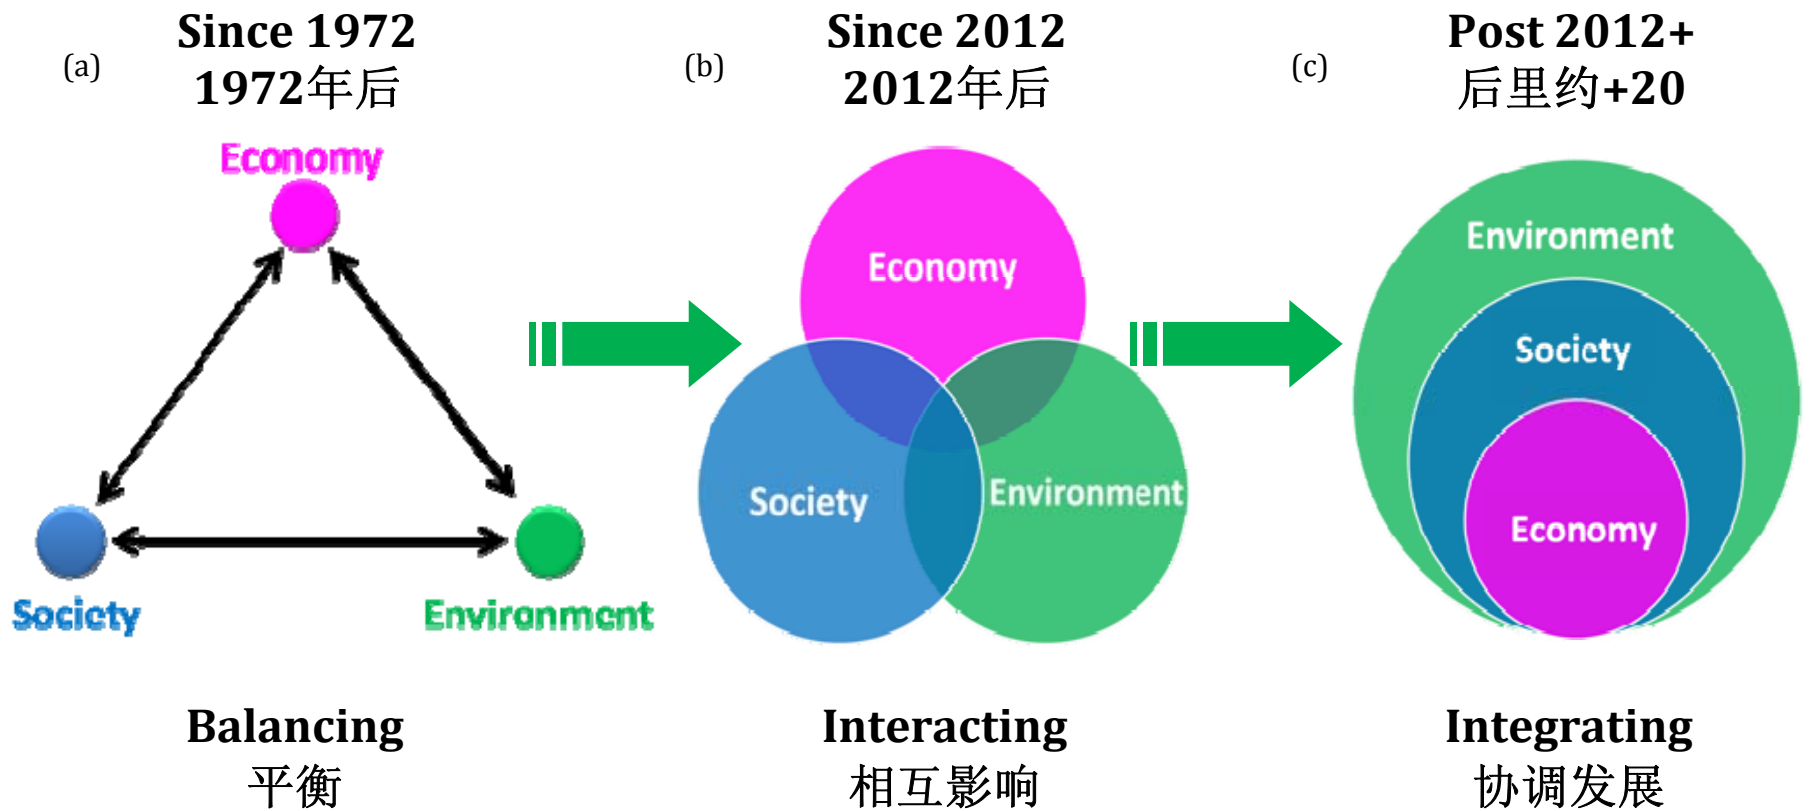 (a)
Since 1972
1972年后
Economy
Society
Environment
Balancing
平衡
(b)
Since 2012
2012年后
Economy
Society
Environment
Interacting
相互影响
(c)
Post 2012+
后里约+20
Environment
Society
Economy
Integrating
协调发展